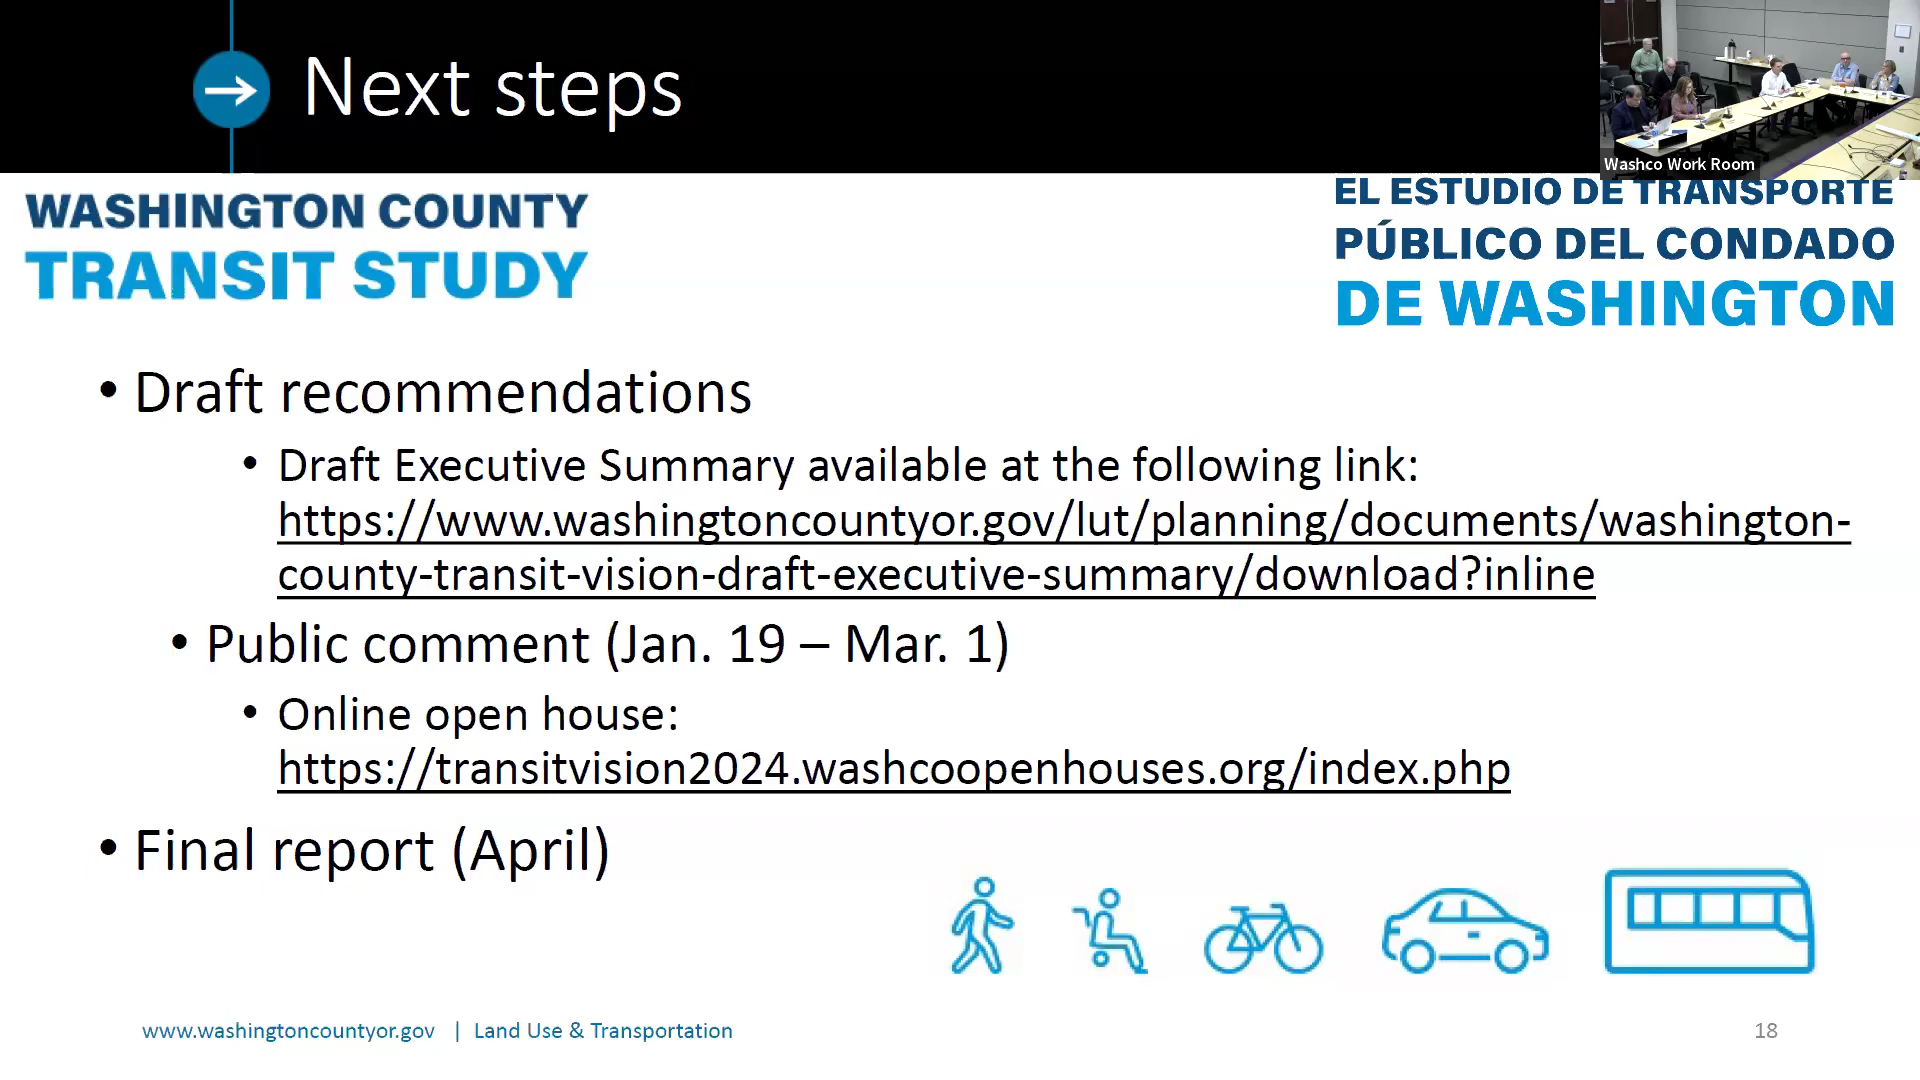 Next steps
Washco Work Room
WASHINGTON COUNTY
TRANSIT STUDY
EL ESTUDIO DE TRANSPORTE
PÚBLICO DEL CONDADO
DE WASHINGTON
• Draft recommendations
• Draft Executive Summary available at the following link:
https://www.washingtoncountyor.gov/lut/planning/documents/washington-
county-transit-vision-draft-executive-summary/download?inline
• Public comment (Jan. 19 – Mar. 1)
• Online open house:
https://transitvision2024.washcoopenhouses.org/index.php
• Final report (April)
www.washingtoncountyor.gov | Land Use & Transportation
18